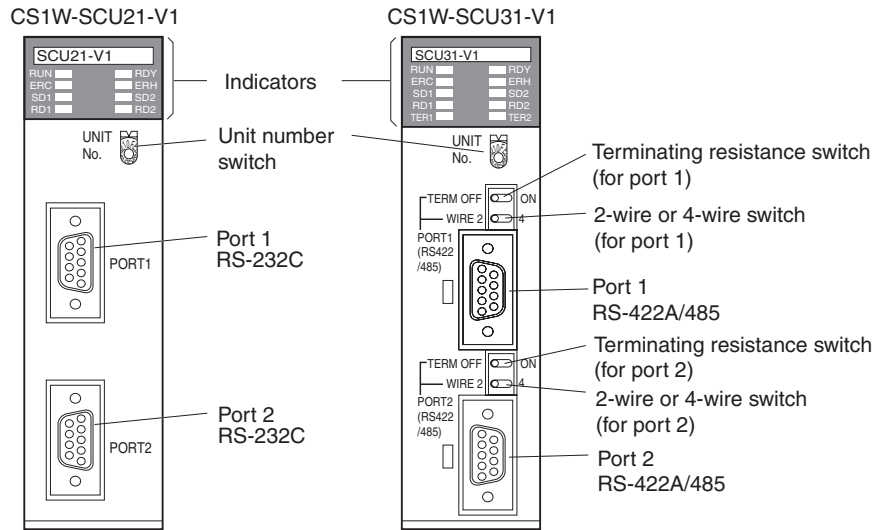 CS1W-SCU21-V1
SCU21-V1
RUN RDY
ERC ERH
SD1 SD2
RD1 RD2
UNIT
No.
PORT1
PORT2
Indicators
Unit number
switch
Port 1
RS-232C
Port 2
RS-232C
CS1W-SCU31-V1
SCU31-V1
RUN RDY
ERC ERH
SD1 SD2
RD1 RD2
TER1 TER2
UNIT
No.
TERM OFF ON
WIRE 2 4
PORT1
(RS422
/485)
TERM OFF ON
WIRE 2 4
PORT2
(RS422
/485)
Terminating resistance switch
(for port 1)
2-wire or 4-wire switch
(for port 1)
Port 1
RS-422A/485
Terminating resistance switch
(for port 2)
2-wire or 4-wire switch
(for port 2)
Port 2
RS-422A/485